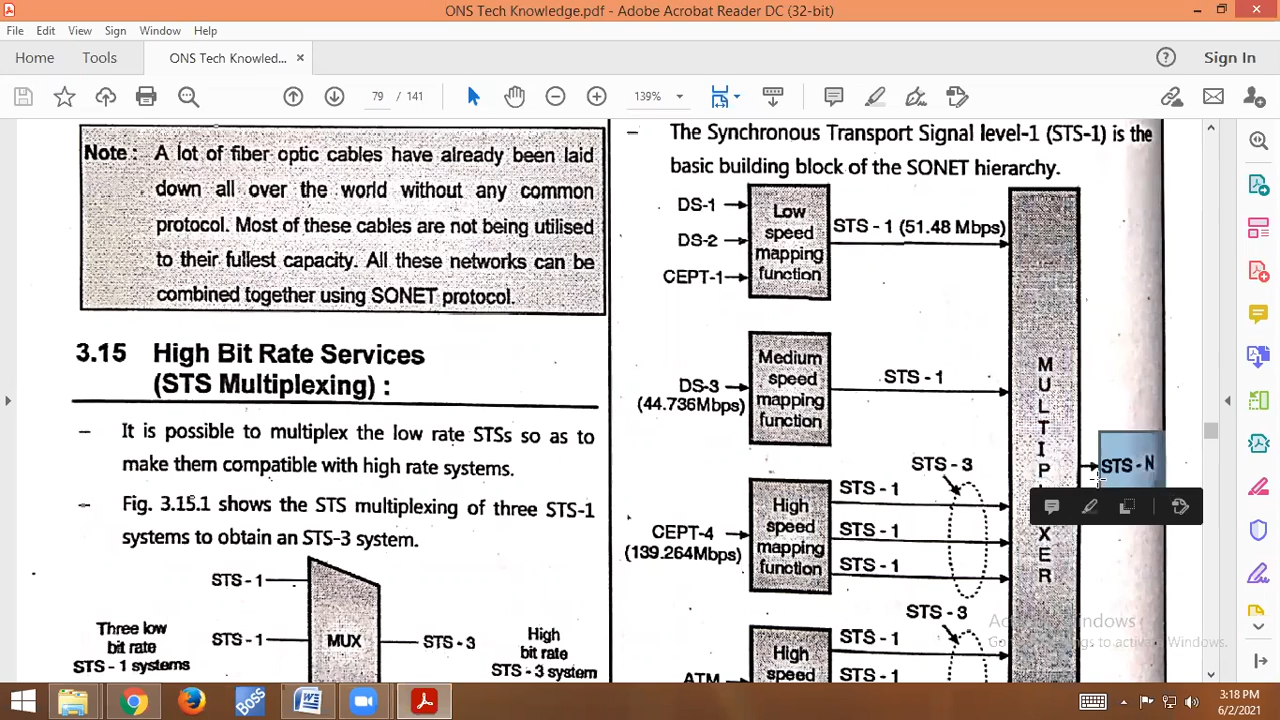 ONS Tech Knowledge.pdf - Adobe Acrobat Reader DC (32-bit)
File Edit View Sign Window Help
Home Tools ONS Tech Knowled... × Sign In
79 / 141 139%
Note : A lot of fiber optic cables have already been laid
down all over the world without any common
protocol. Most of these cables are not being utilised
to their fullest capacity. All these networks can be
combined together using SONET protocol.
3.15 High Bit Rate Services
(STS Multiplexing) :
– It is possible to multiplex the low rate STSs so as to
make them compatible with high rate systems.
– Fig. 3.15.1 shows the STS multiplexing of three STS-1
systems to obtain an STS-3 system.
STS - 1
Three low
bit rate
STS - 1 systems
STS - 1
MUX
STS - 3
High
bit rate
STS - 3 system
– The Synchronous Transport Signal level-1 (STS-1) is the
basic building block of the SONET hierarchy.
DS-1
DS-2
CEPT-1
Low
speed
mapping
function
STS - 1 (51.48 Mbps)
DS-3
(44.736Mbps)
Medium
speed
mapping
function
STS - 1
CEPT-4
(139.264Mbps)
High
speed
mapping
function
STS - 3
STS - 1
STS - 1
STS - 1
STS - 3
ATM
High
speed
STS - 1
STS - 1
STS-N
Activate Windows
BOSS
3:18 PM
6/2/2021